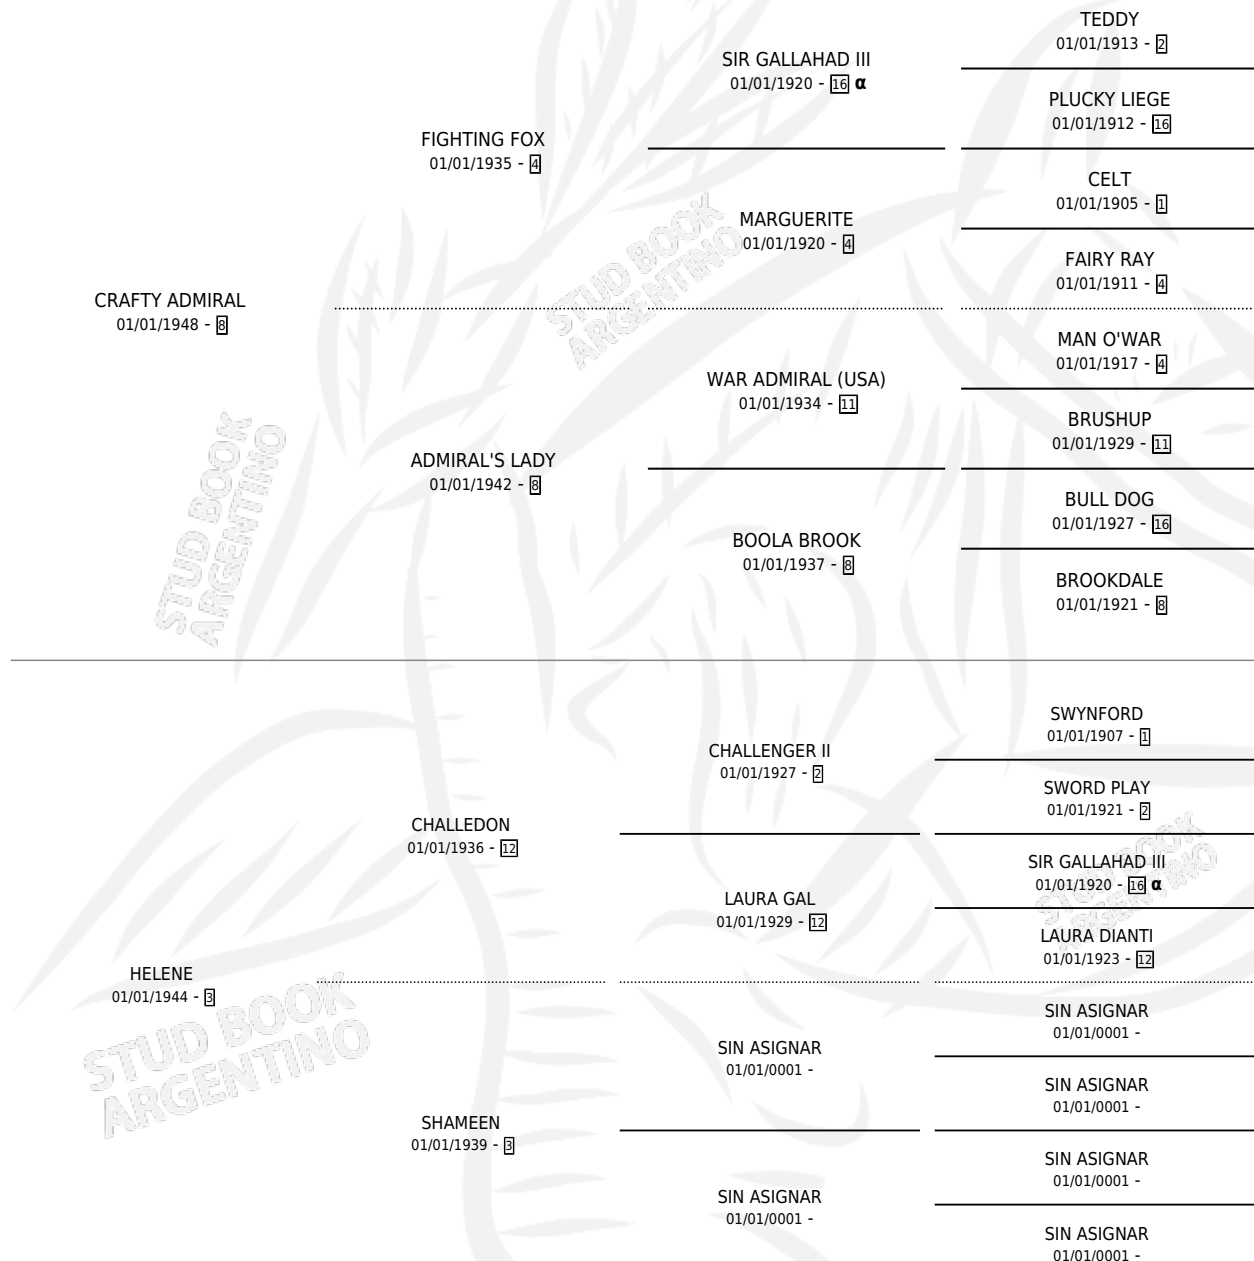 TEDDY
01/01/1913 - 2
SIR GALLAHAD III
01/01/1920 - 16 α
PLUCKY LIEGE
01/01/1912 - 16
FIGHTING FOX
01/01/1935 - 4
CELT
01/01/1905 - 1
MARGUERITE
01/01/1920 - 4
FAIRY RAY
01/01/1911 - 4
CRAFTY ADMIRAL
01/01/1948 - 8
MAN O'WAR
01/01/1917 - 4
WAR ADMIRAL (USA)
01/01/1934 - 11
BRUSHUP
01/01/1929 - 11
ADMIRAL'S LADY
01/01/1942 - 8
BULL DOG
01/01/1927 - 16
BOOLA BROOK
01/01/1937 - 8
BROOKDALE
01/01/1921 - 8
STUD BOOK
ARGENTINO
STUD BOOK
ARGENTINO
SWYNFORD
01/01/1907 - 1
CHALLENGER II
01/01/1927 - 2
SWORD PLAY
01/01/1921 - 2
CHALLEDON
01/01/1936 - 12
SIR GALLAHAD III
01/01/1920 - 16 α
LAURA GAL
01/01/1929 - 12
LAURA DIANTI
01/01/1923 - 12
STUD BOOK
ARGENTINO
HELENE
01/01/1944 - 3
STUD BOOK
ARGENTINO
SIN ASIGNAR
01/01/0001 -
SIN ASIGNAR
01/01/0001 -
SIN ASIGNAR
01/01/0001 -
SHAMEEN
01/01/1939 - 3
SIN ASIGNAR
01/01/0001 -
SIN ASIGNAR
01/01/0001 -
SIN ASIGNAR
01/01/0001 -